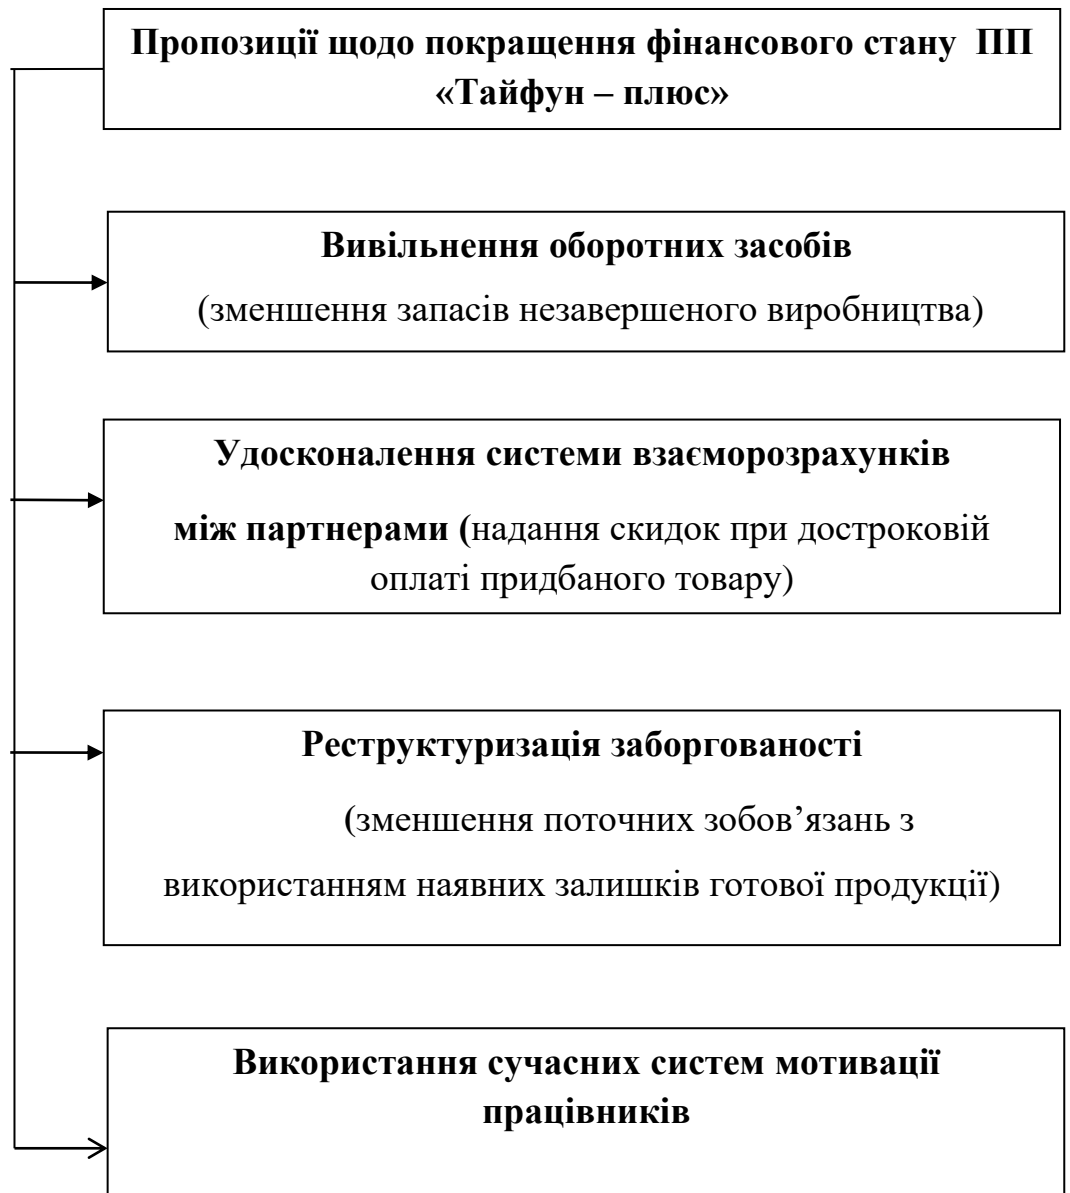 Пропозиції щодо покращення фінансового стану ПП
«Тайфун – плюс»
Вивільнення оборотних засобів
(зменшення запасів незавершеного виробництва)
Удосконалення системи взаєморозрахунків
між партнерами (надання скидок при достроковій
оплаті придбаного товару)
Реструктуризація заборгованості
(зменшення поточних зобов’язань з
використанням наявних залишків готової продукції)
Використання сучасних систем мотивації
працівників